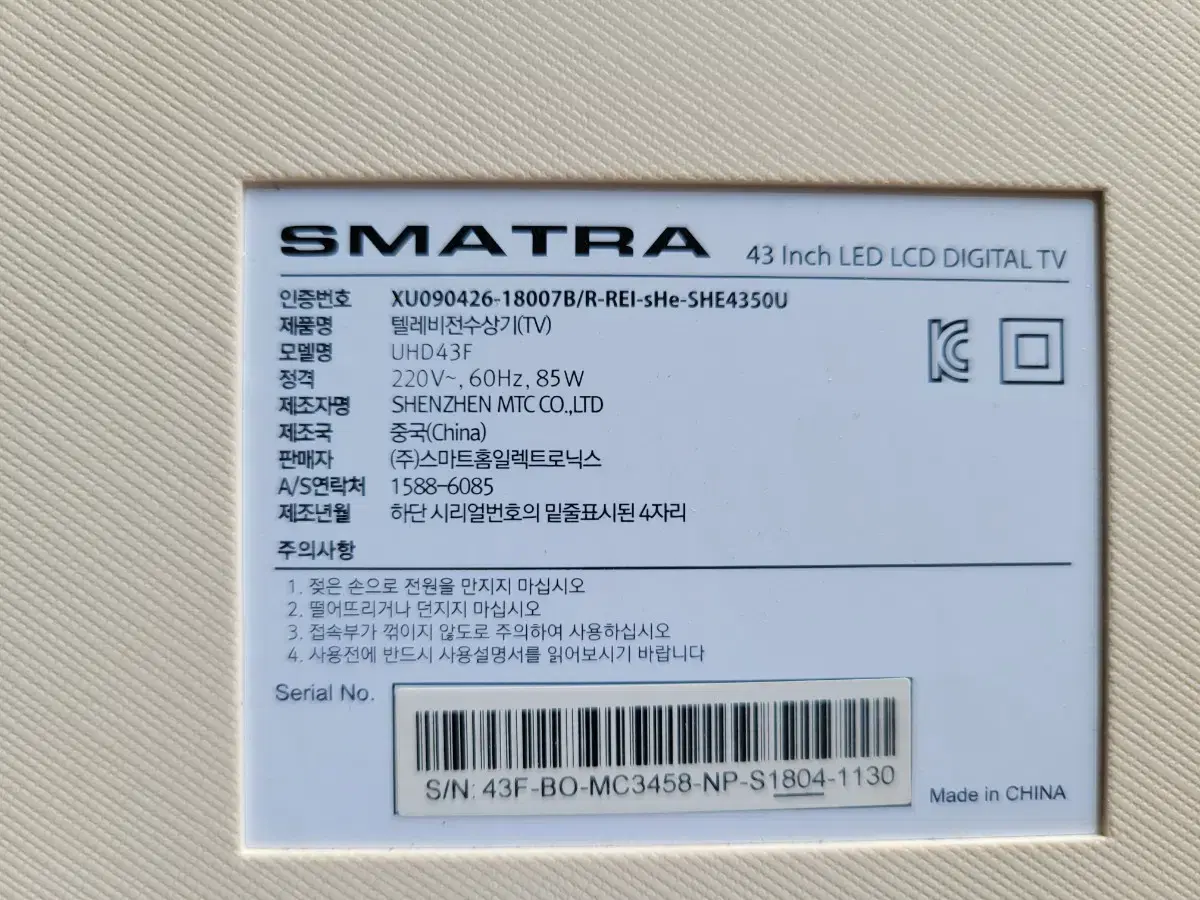 SMATRA 43 Inch LED LCD DIGITAL TV
인증번호 XU090426-18007B/R-REI-sHe-SHE4350U
제품명 텔레비전수상기(TV)
모델명 UHD43F
정격 220V~, 60Hz, 85W
제조자명 SHENZHEN MTC CO.,LTD
제조국 중국(China)
판매자 (주)스마트홈일렉트로닉스
A/S연락처 1588-6085
제조년월 하단 시리얼번호의 밑줄표시된 4자리
주의사항
1. 젖은 손으로 전원을 만지지 마십시오
2. 떨어뜨리거나 던지지 마십시오
3. 접속부가 꺾이지 않도로 주의하여 사용하십시오
4. 사용전에 반드시 사용설명서를 읽어보시기 바랍니다
Serial No.
S/N: 43F-BO-MC3458-NP-S1804-1130
Made in CHINA